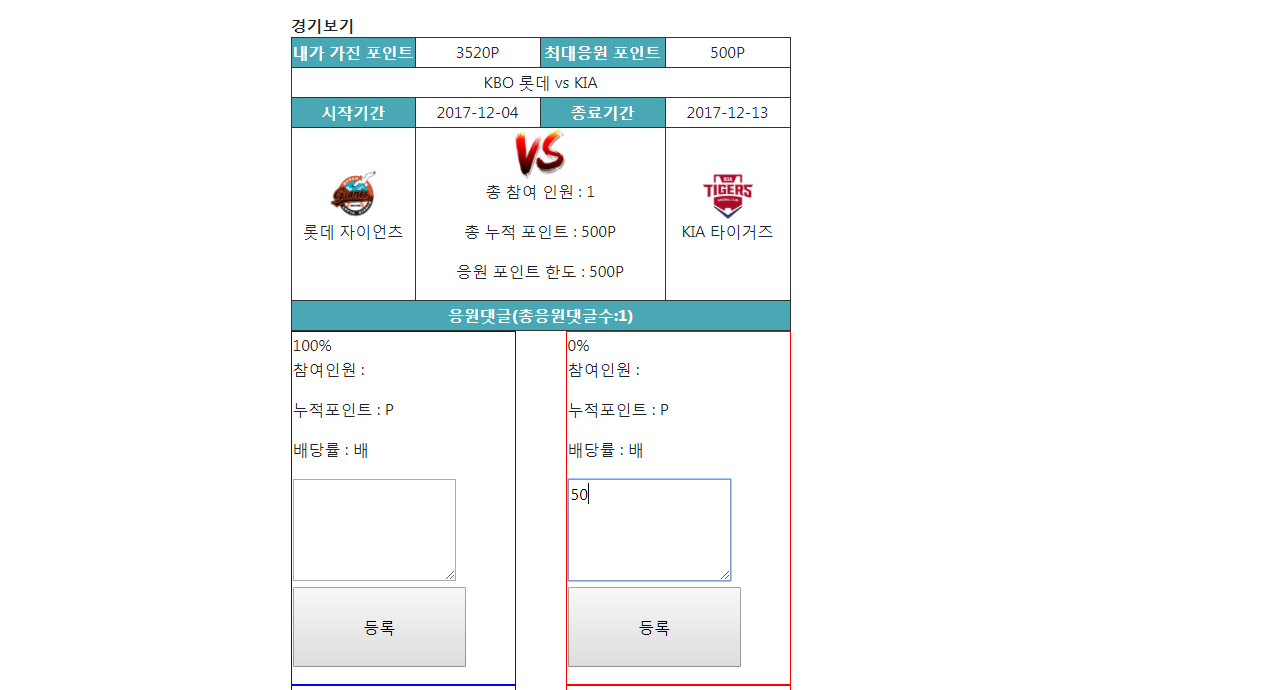 경기보기
내가 가진 포인트 3520P 최대응원 포인트 500P
KBO 롯데 vs KIA
시작기간 2017-12-04 종료기간 2017-12-13
VS
Giants
KIA
TIGERS
총 참여 인원 : 1
롯데 자이언츠 총 누적 포인트 : 500P KIA 타이거즈
응원 포인트 한도 : 500P
응원댓글(총응원댓글수:1)
100% 0%
참여인원 : 참여인원 :
누적포인트 : P 누적포인트 : P
배당률 : 배 배당률 : 배
50
등록 등록